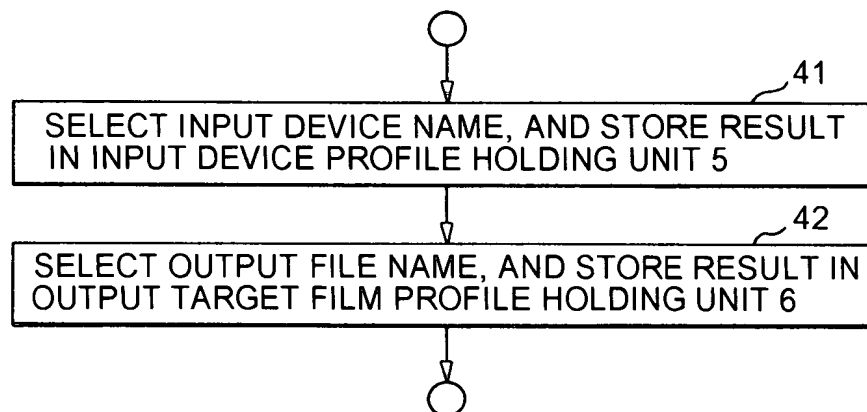 41
SELECT INPUT DEVICE NAME, AND STORE RESULT
IN INPUT DEVICE PROFILE HOLDING UNIT 5
42
SELECT OUTPUT FILE NAME, AND STORE RESULT IN
OUTPUT TARGET FILM PROFILE HOLDING UNIT 6